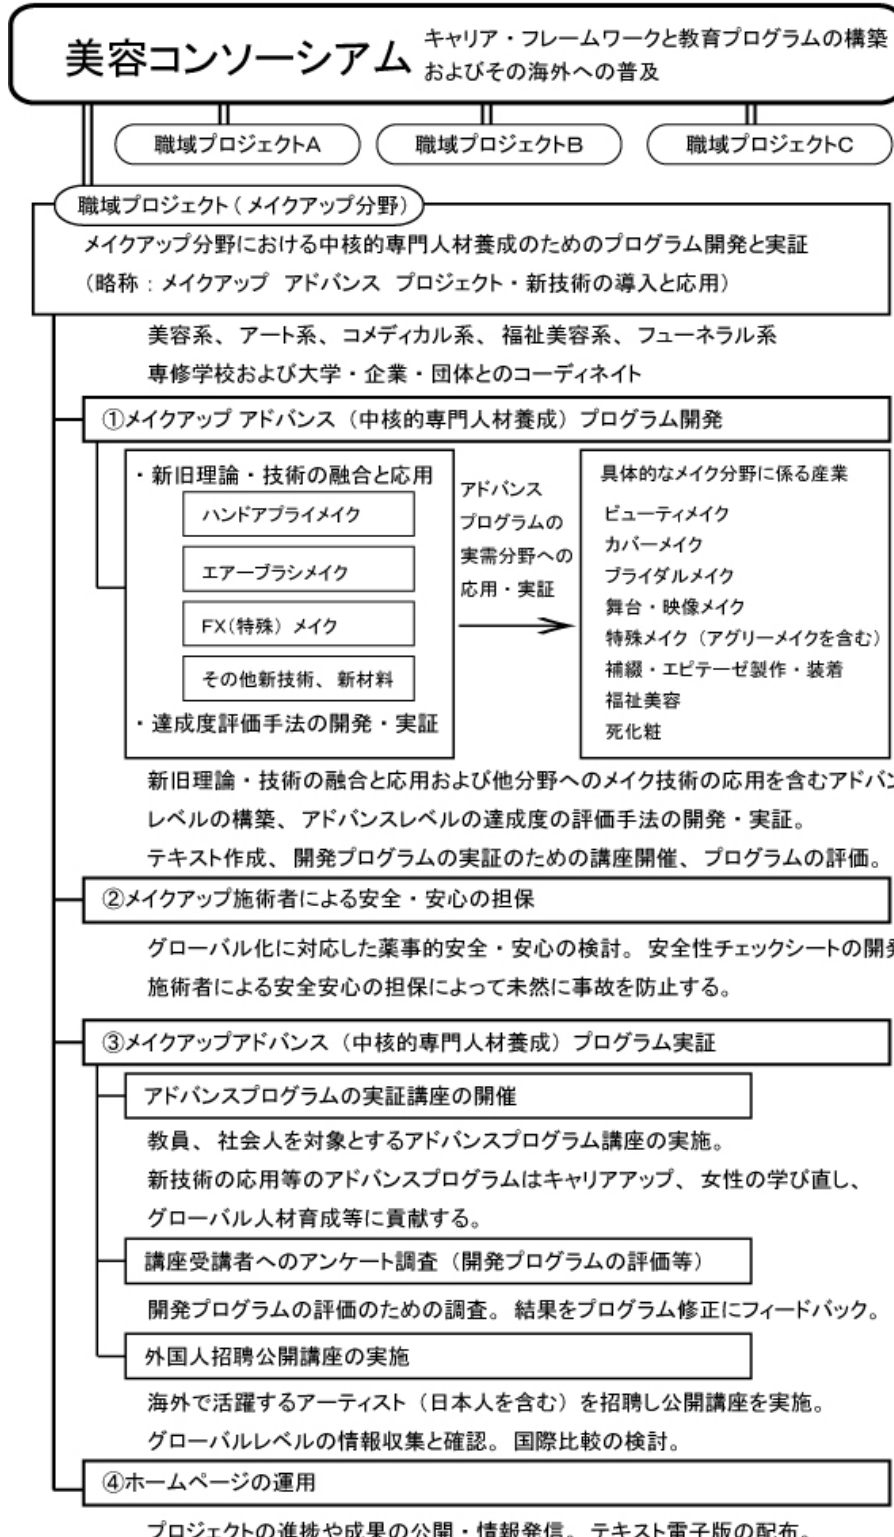 美容コンソーシアム
キャリア・フレームワークと教育プログラムの構築
およびその海外への普及
職域プロジェクトA
職域プロジェクトB
職域プロジェクトC
職域プロジェクト(メイクアップ分野)
メイクアップ分野における中核的専門人材養成のためのプログラム開発と実証
(略称：メイクアップ アドバンス プロジェクト・新技術の導入と応用)
美容系、アート系、コメディカル系、福祉美容系、フューネラル系
専修学校および大学・企業・団体とのコーディネイト
①メイクアップ アドバンス（中核的専門人材養成）プログラム開発
・新旧理論・技術の融合と応用
ハンドアプライメイク
エアーブラシメイク
FX(特殊）メイク
その他新技術、新材料
・達成度評価手法の開発・実証
アドバンス
プログラムの
実需分野への
応用・実証
具体的なメイク分野に係る産業
ビューティメイク
カバーメイク
ブライダルメイク
舞台・映像メイク
特殊メイク（アグリーメイクを含む）
補綴・エピテーゼ製作・装着
福祉美容
死化粧
新旧理論・技術の融合と応用および他分野へのメイク技術の応用を含むアドバン
レベルの構築、アドバンスレベルの達成度の評価手法の開発・実証。
テキスト作成、開発プログラムの実証のための講座開催、プログラムの評価。
②メイクアップ施術者による安全・安心の担保
グローバル化に対応した薬事的安全・安心の検討。安全性チェックシートの開発
施術者による安全安心の担保によって未然に事故を防止する。
③メイクアップアドバンス（中核的専門人材養成）プログラム実証
アドバンスプログラムの実証講座の開催
教員、社会人を対象とするアドバンスプログラム講座の実施。
新技術の応用等のアドバンスプログラムはキャリアアップ、女性の学び直し、
グローバル人材育成等に貢献する。
講座受講者へのアンケート調査（開発プログラムの評価等）
開発プログラムの評価のための調査。結果をプログラム修正にフィードバック。
外国人招聘公開講座の実施
海外で活躍するアーティスト（日本人を含む）を招聘し公開講座を実施。
グローバルレベルの情報収集と確認。国際比較の検討。
④ホームページの運用
プロジェクトの進捗や成果の公開・情報発信。テキスト電子版の配布。